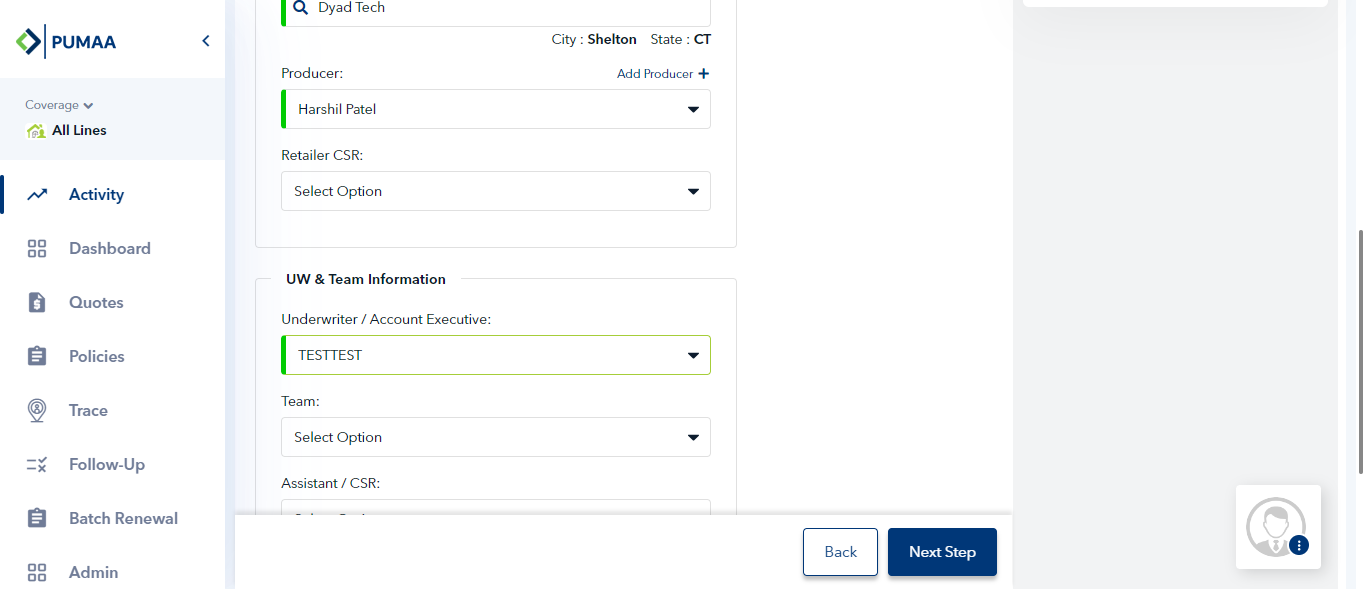 PUMAA
Coverage
All Lines
Activity
Dashboard
Quotes
Policies
Trace
Follow-Up
Batch Renewal
Admin
Dyad Tech
City : Shelton State : CT
Producer: Add Producer +
Harshil Patel
Retailer CSR:
Select Option
UW & Team Information
Underwriter / Account Executive:
TESTTEST
Team:
Select Option
Assistant / CSR:
Back Next Step